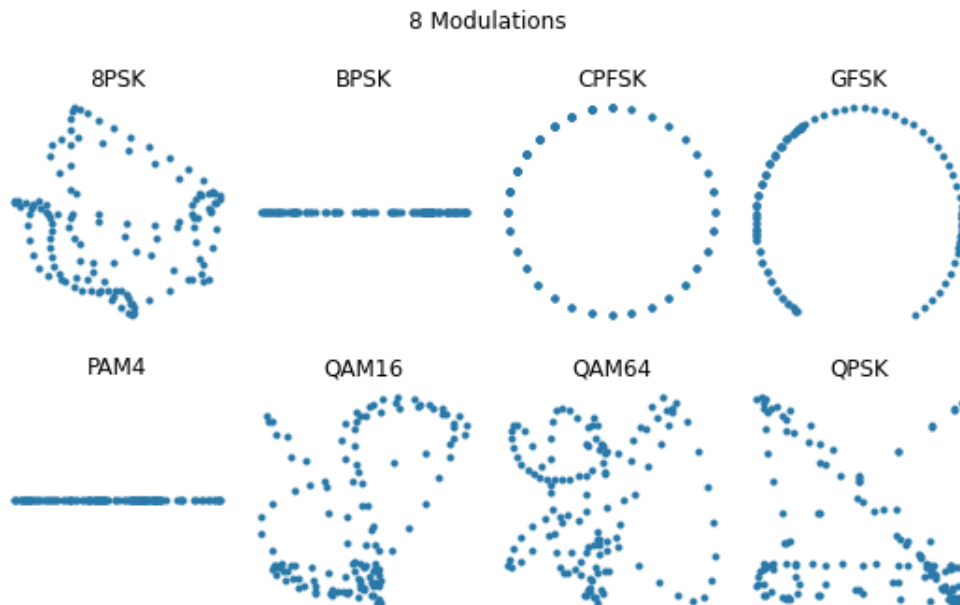 8 Modulations
8PSK
BPSK
CPFSK
GFSK
PAM4
QAM16
QAM64
QPSK